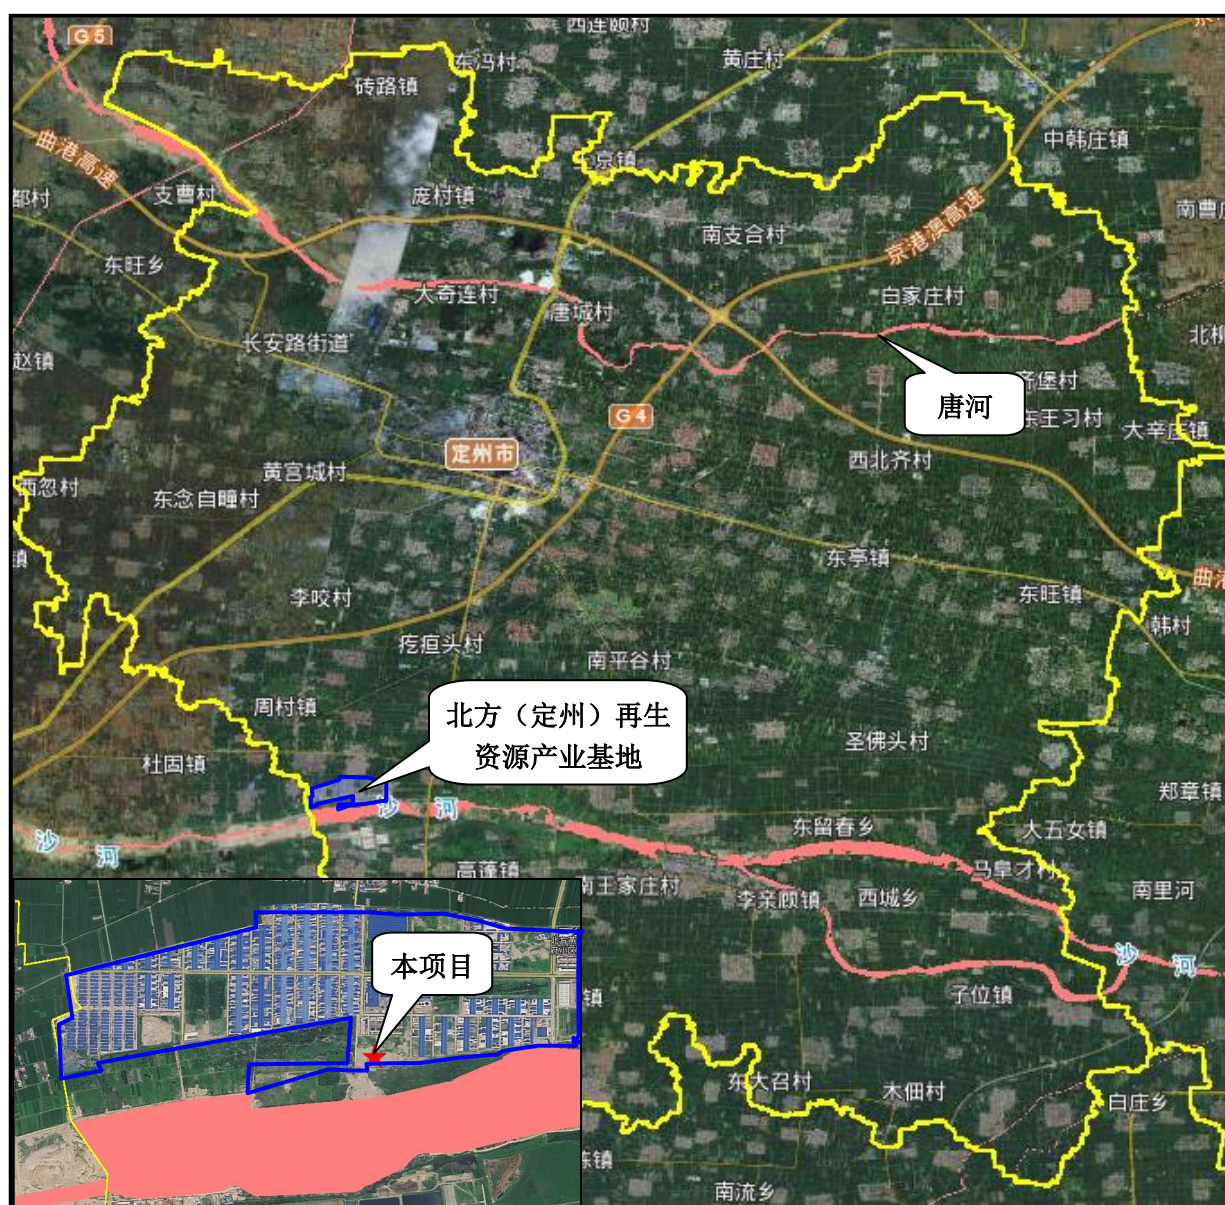 G5
西连颐村
东冯村
黄庄村
砖路镇
曲港高速
中韩庄镇
支曹村
庞村镇
南支合村
京港澳高速
东旺乡
大奇连村
白家庄村
唐城村
长安路街道
赵镇
唐河
齐堡村
东王习村
G4
大辛庄镇
定州市
西北齐村
黄宫城村
西忽村
东念自疃村
镇
东亭镇
李咬村
东旺镇
韩村
疙疸头村
南平谷村
周村镇
北方（定州）再生
资源产业基地
圣佛头村
杜固镇
郑章镇
沙 河
东留春乡
大五女镇
沙 河
高蓬镇
南王家庄村
马阜才村
李亲顾镇
西城乡
南里河
本项目
沙 河
子位镇
镇
东大召村
木佃村
白庄乡
南流乡